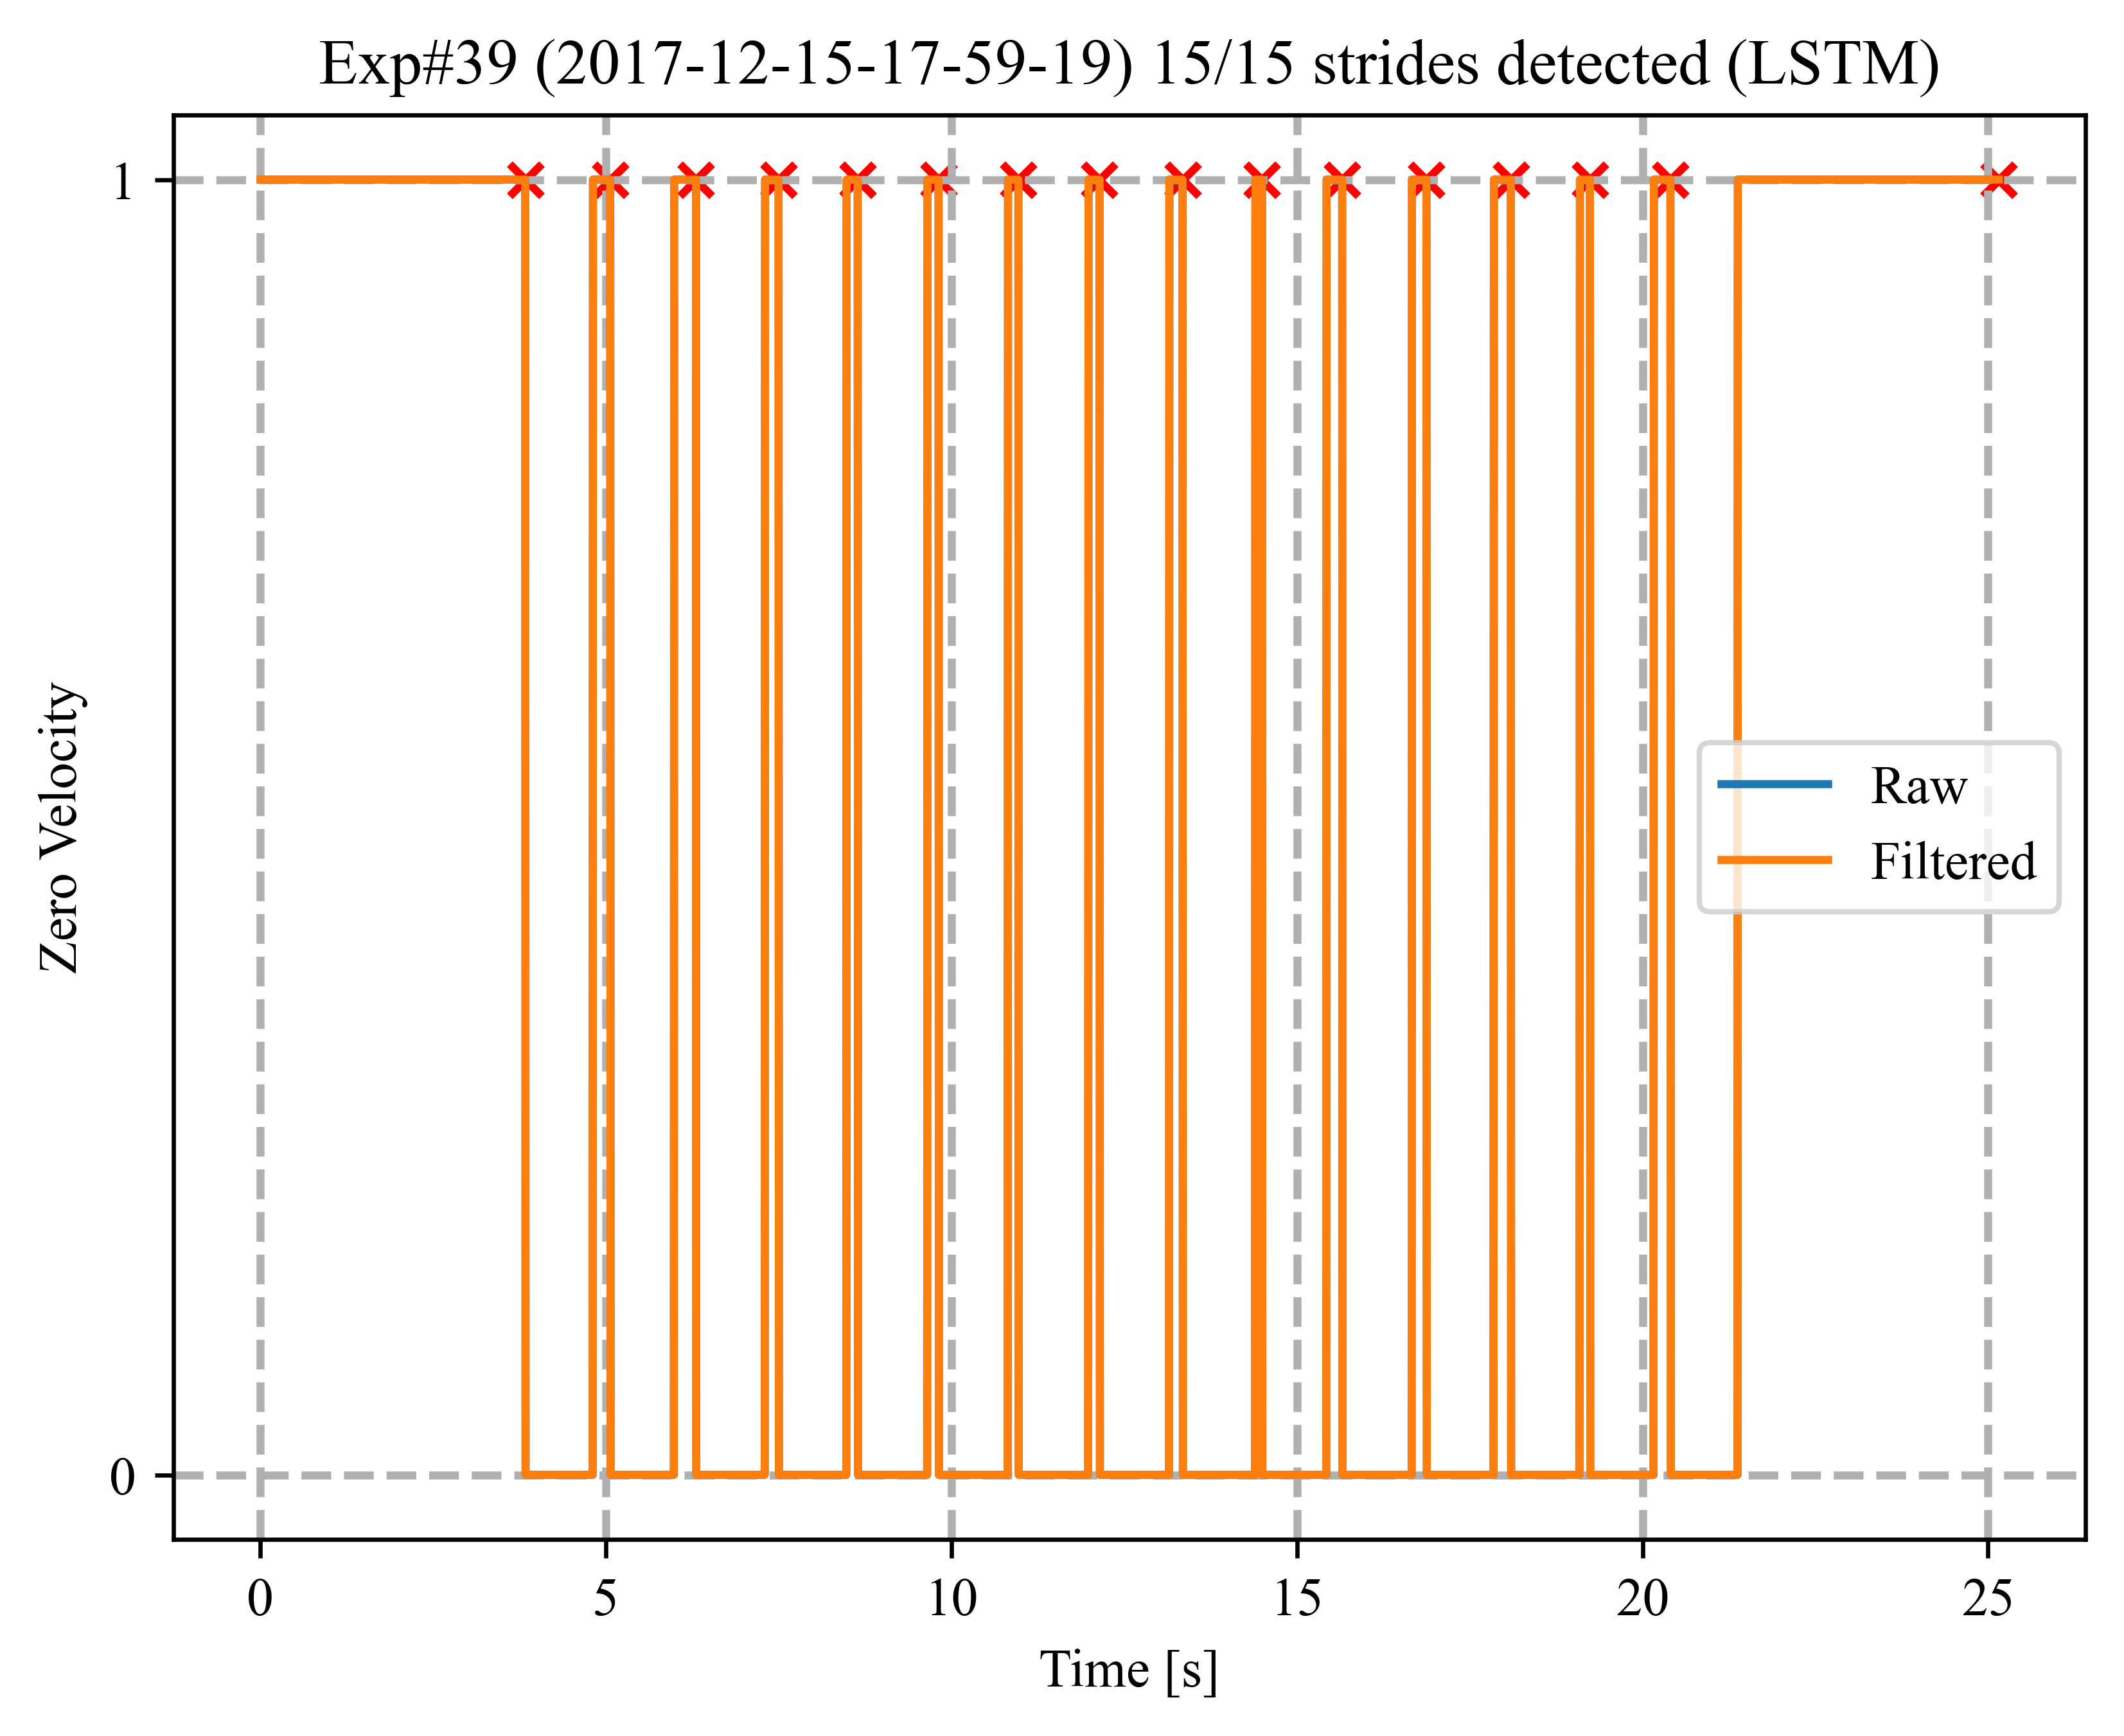 Exp#39 (2017-12-15-17-59-19) 15/15 strides detected (LSTM)
1
Zero Velocity
Raw
Filtered
0
0 5 10 15 20 25
Time [s]